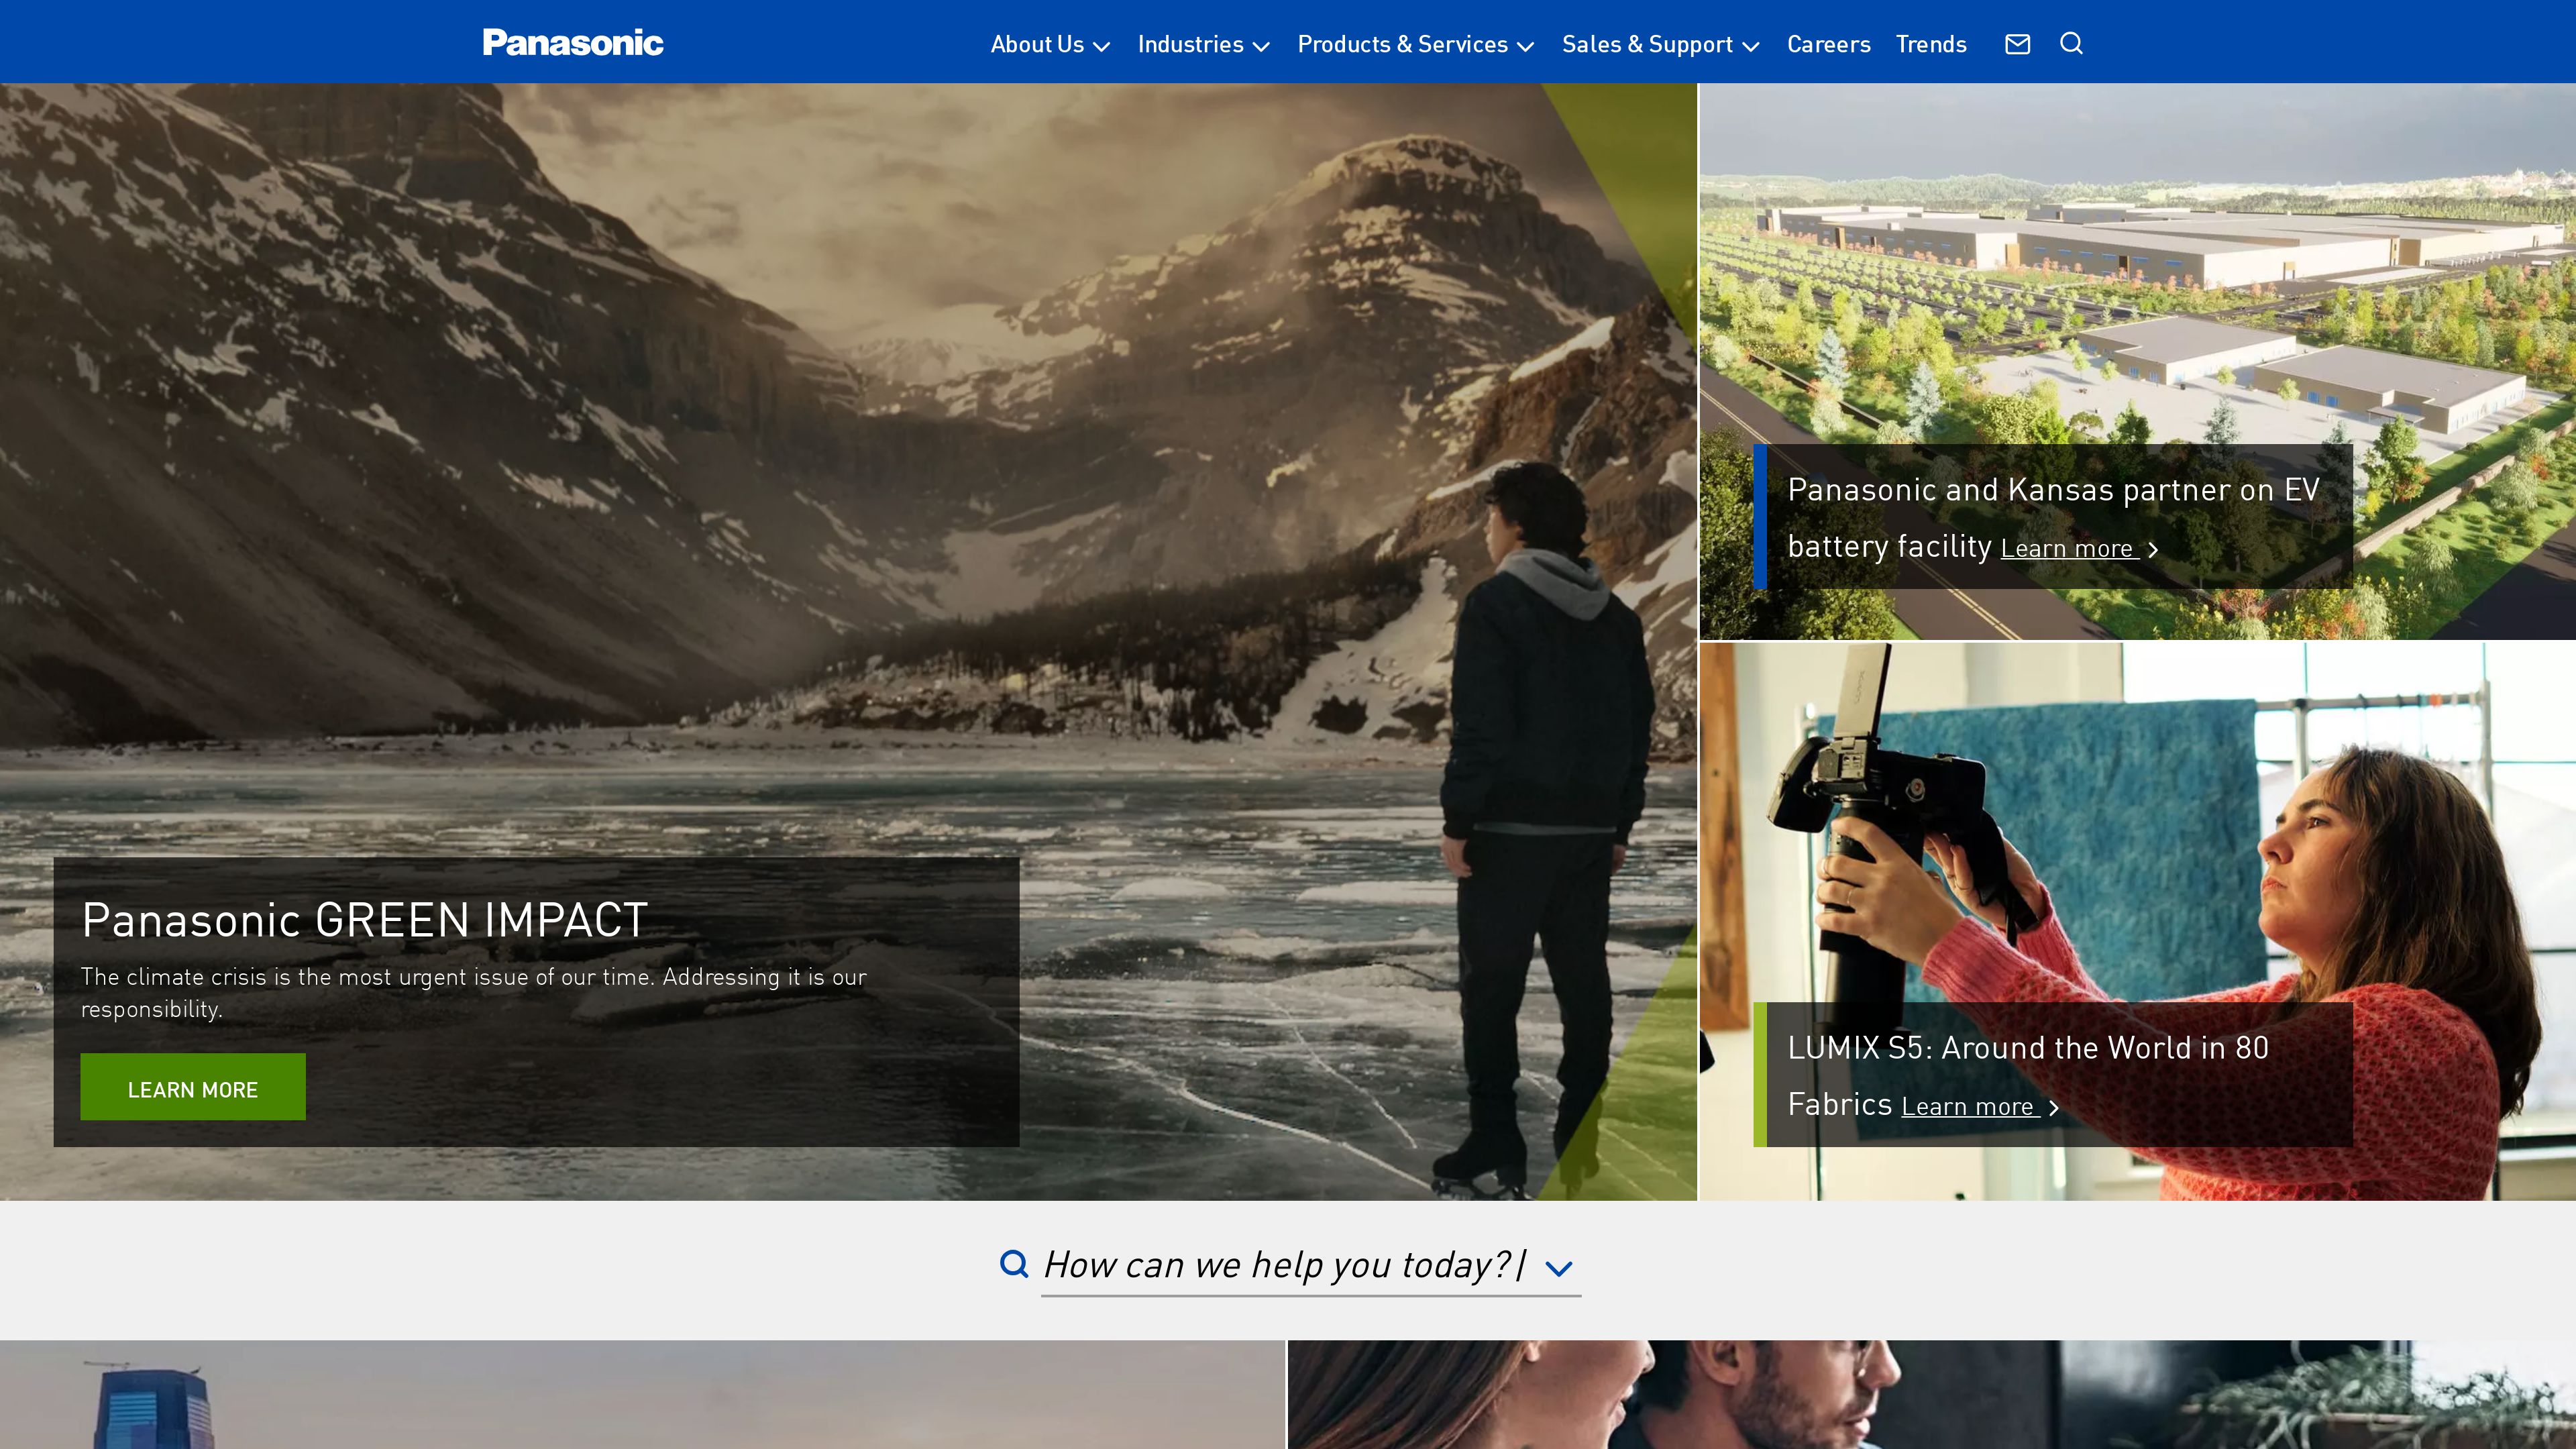 Panasonic
About Us
Industries
Products & Services
Sales & Support
Careers
Trends
Panasonic and Kansas partner on EV
battery facility Learn more
Panasonic GREEN IMPACT
The climate crisis is the most urgent issue of our time. Addressing it is our
responsibility.
LEARN MORE
LUMIX S5: Around the World in 80
Fabrics Learn more
How can we help you today?|